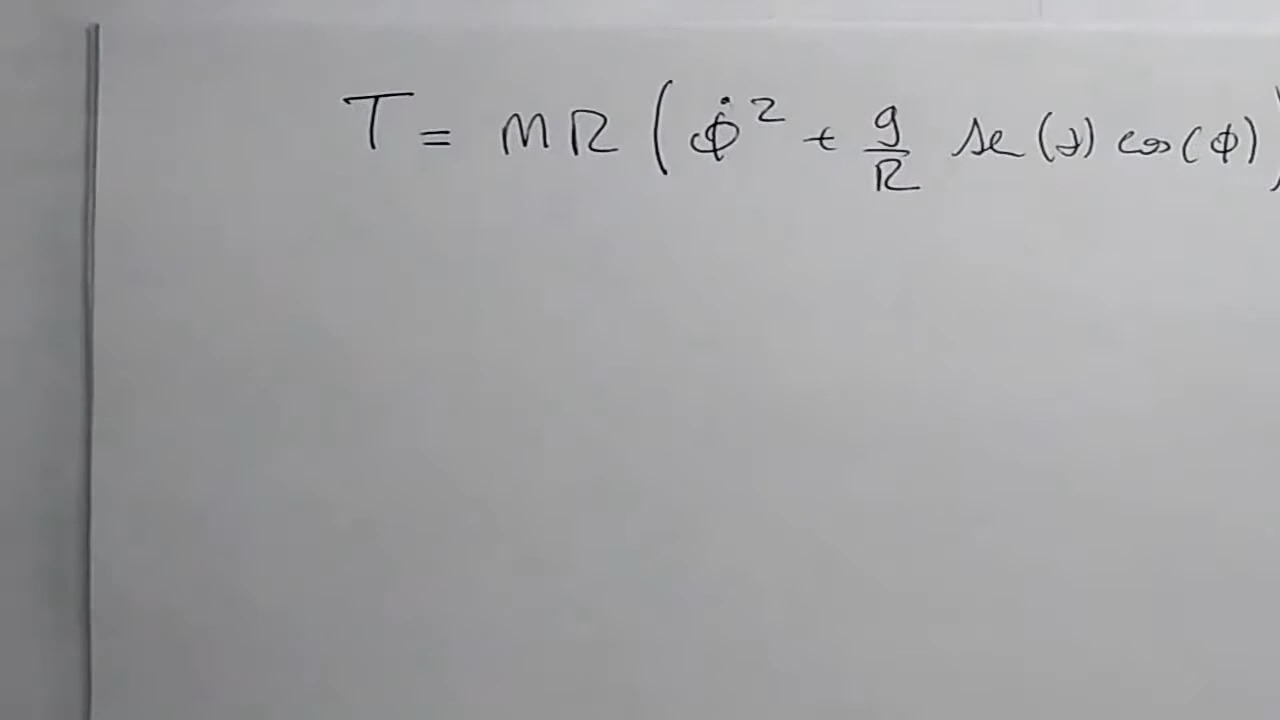 T = MR ( φ̇² + g/R se(α) cos(φ) )